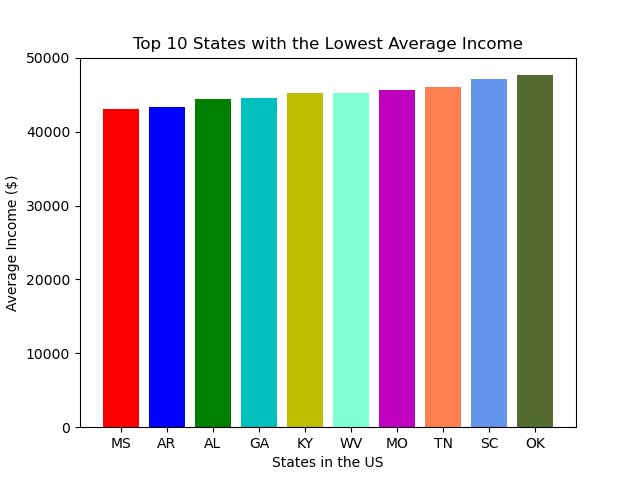 Top 10 States with the Lowest Average Income
50000
40000
30000
20000
10000
0
Average Income ($)
MS AR AL GA KY WV MO TN SC OK
States in the US